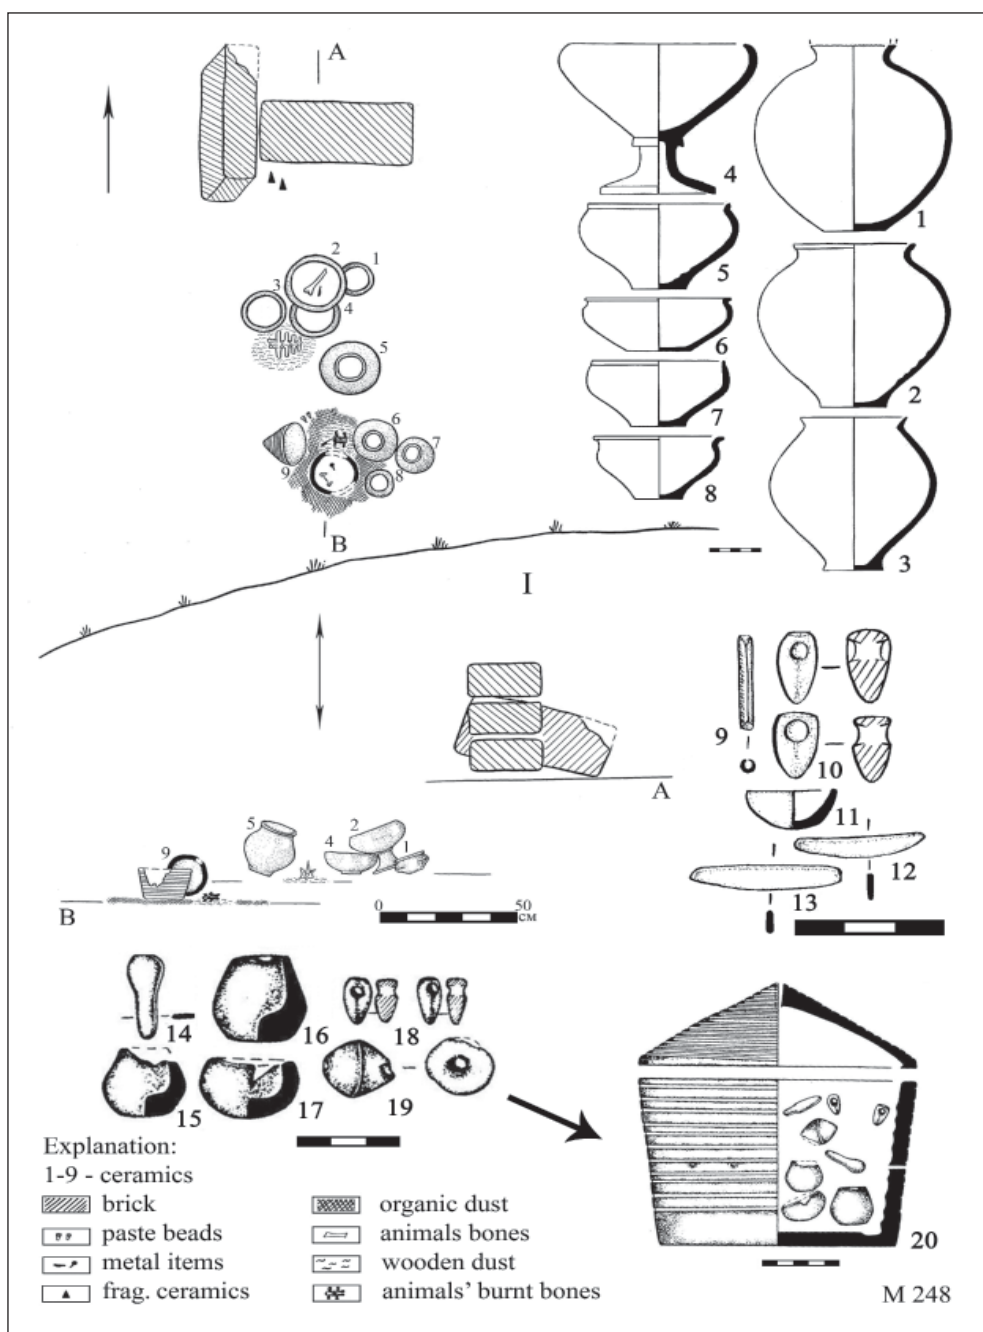 A
4
1
2
1
3
4
5
5
6
2
6
7
9
8
7
8
3
B
I
9
10
A
11
12
13
5
2
4
1
9
B
0
50
СМ
14
16
18
15
17
19
Explanation:
1-9 - ceramics
brick
paste beads
metal items
frag. ceramics
organic dust
animals bones
wooden dust
animals' burnt bones
20
M 248